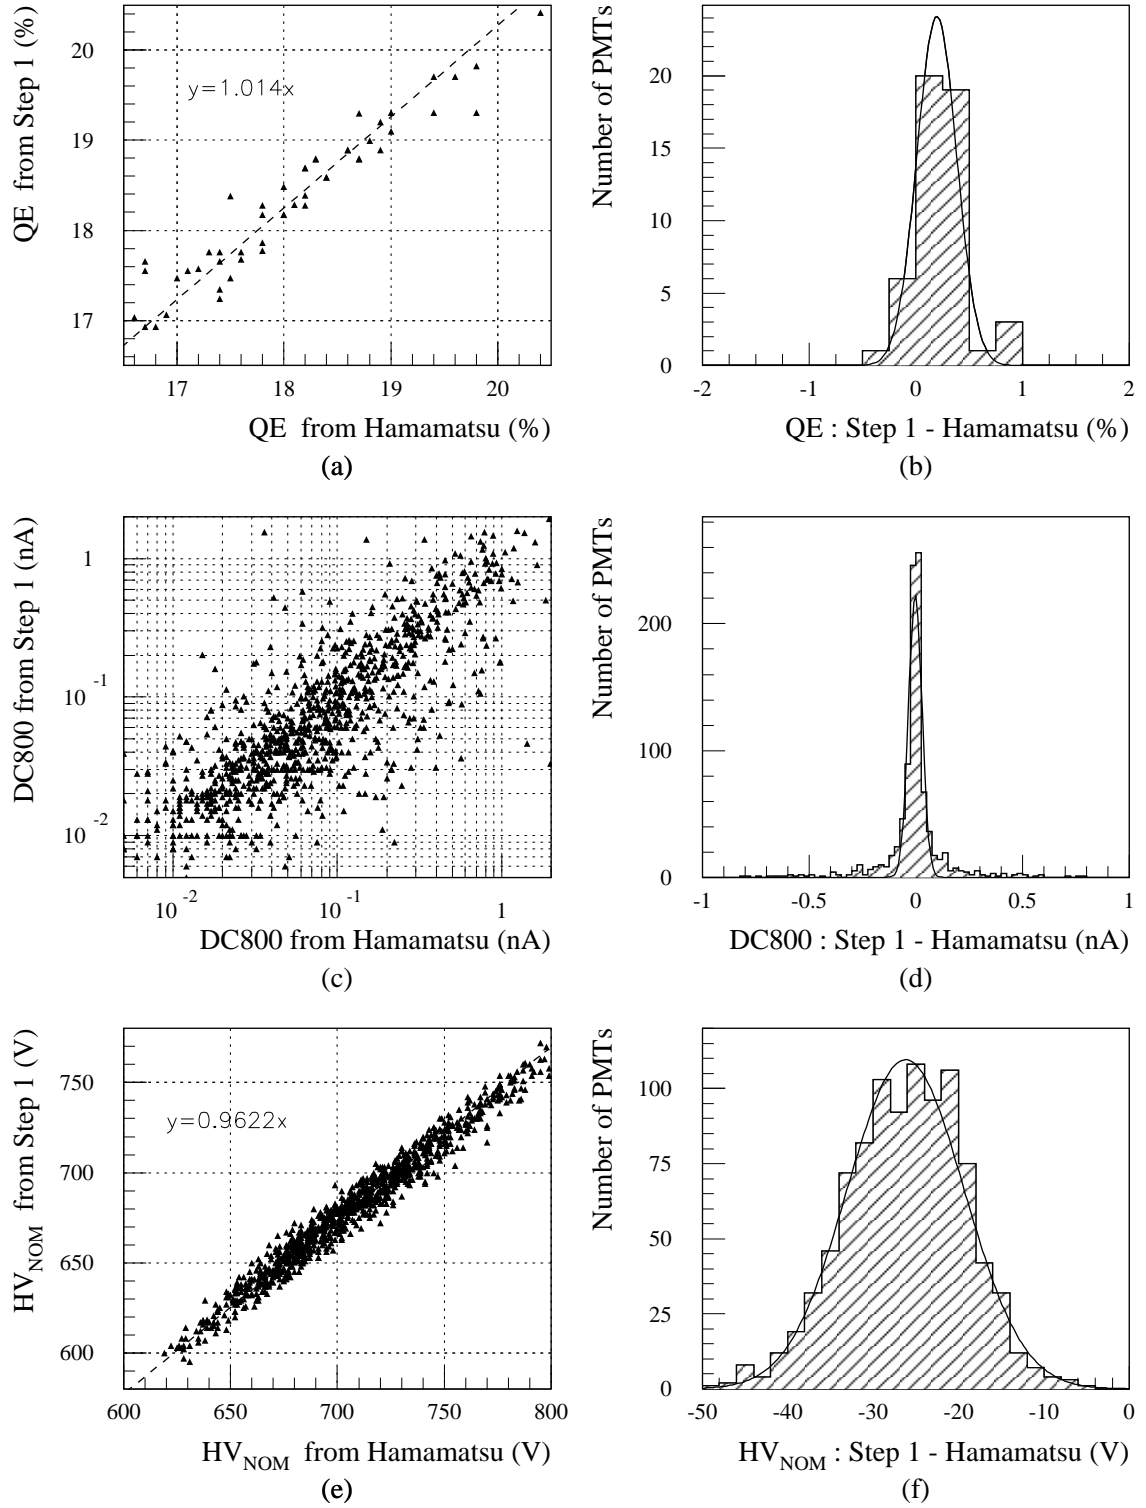 QE from Step 1 (%)
20
19
18
17
y=1.014x
17
18
19
20
QE from Hamamatsu (%)
(a)
Number of PMTs
20
15
10
5
0
-2
-1
0
1
2
QE : Step 1 - Hamamatsu (%)
(b)
DC800 from Step 1 (nA)
1
10 -1
10 -2
10 -2
10 -1
1
DC800 from Hamamatsu (nA)
(c)
Number of PMTs
200
100
0
-1
-0.5
0
0.5
1
DC800 : Step 1 - Hamamatsu (nA)
(d)
HVNOM from Step 1 (V)
750
700
650
600
y=0.9622x
600
650
700
750
800
HVNOM from Hamamatsu (V)
(e)
Number of PMTs
100
75
50
25
0
-50
-40
-30
-20
-10
0
HVNOM : Step 1 - Hamamatsu (V)
(f)